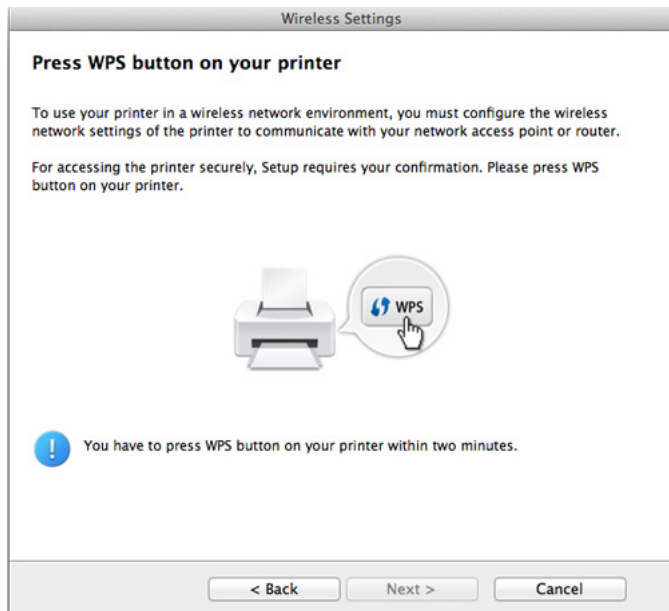 Wireless Settings
Press WPS button on your printer
To use your printer in a wireless network environment, you must configure the wireless
network settings of the printer to communicate with your network access point or router.
For accessing the printer securely, Setup requires your confirmation. Please press WPS
button on your printer.
WPS
You have to press WPS button on your printer within two minutes.
< Back
Next >
Cancel